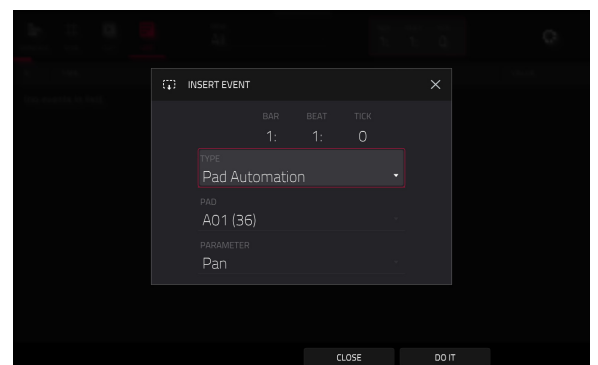 INSERT EVENT
BAR BEAT TICK
1: 1: 0
TYPE
Pad Automation
PAD
A01 (36)
PARAMETER
Pan
CLOSE DO IT